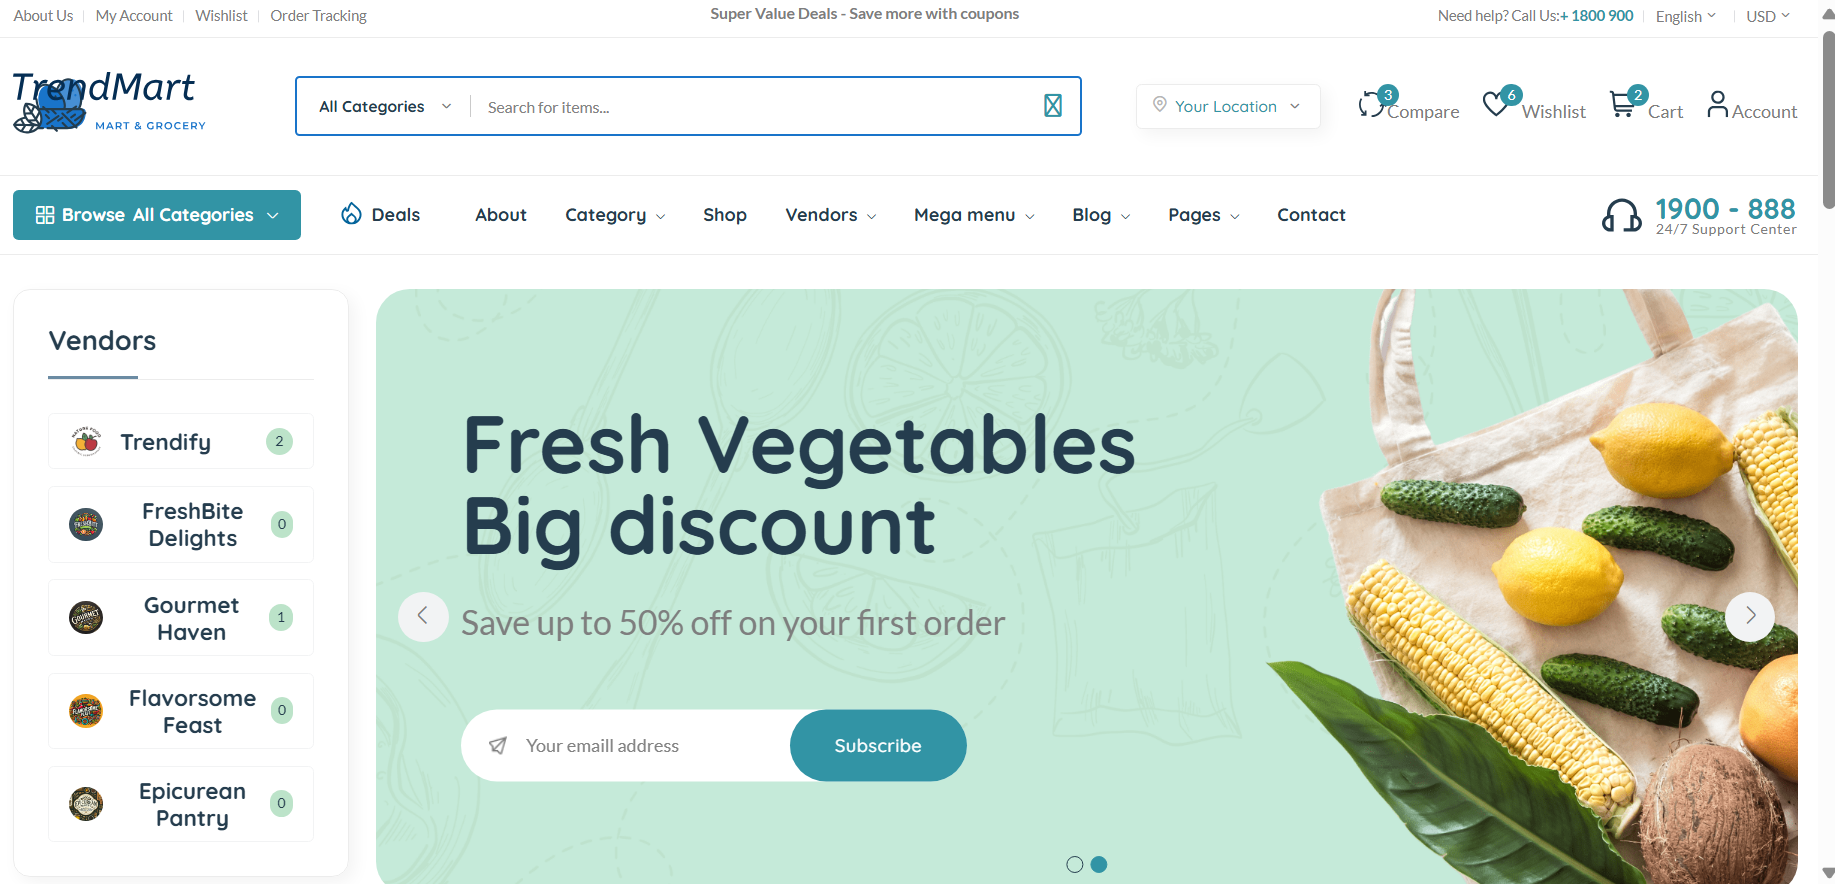 About Us
My Account
Wishlist
Order Tracking
Super Value Deals - Save more with coupons
Need help? Call Us:+ 1800 900
English
USD
TrendMart
MART & GROCERY
All Categories
Search for items...
Your Location
3
Compare
6
Wishlist
2
Cart
Account
Browse All Categories
Deals
About
Category
Shop
Vendors
Mega menu
Blog
Pages
Contact
1900 - 888
24/7 Support Center
Vendors
Trendify
2
FreshBite
Delights
0
Gourmet
Haven
1
Flavorsome
Feast
0
Epicurean
Pantry
0
Fresh Vegetables
Big discount
Save up to 50% off on your first order
Your emaill address
Subscribe